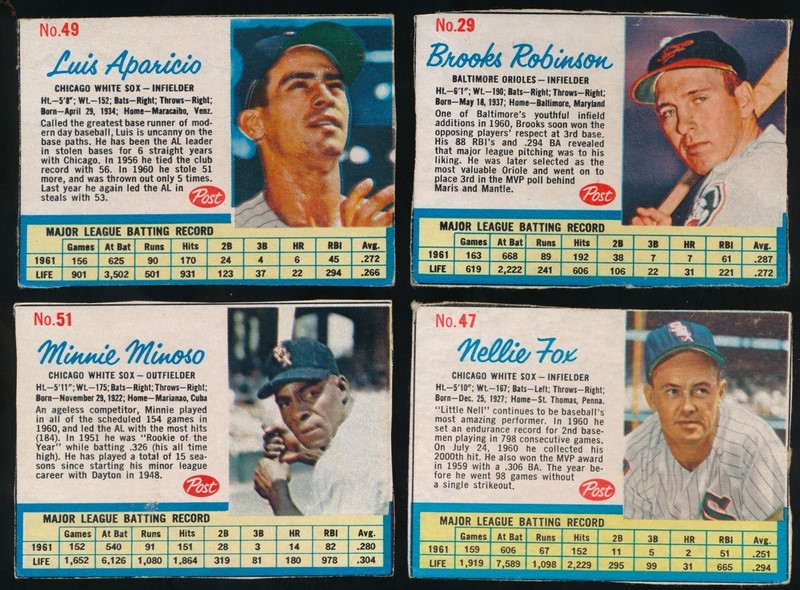 No.49
Luis Aparicio
CHICAGO WHITE SOX — INFIELDER
Ht.—5'8"; Wt.—152; Bats—Right; Throws—Right;
Born—April 29, 1934; Home—Maracaibo, Venz.
Called the greatest base runner of mod-
ern day baseball, Luis is uncanny on the
base paths. He has been the AL leader
in stolen bases for 6 straight years
with Chicago. In 1956 he tied the club
record with 56. In 1960 he stole 51
more, and was thrown out only 5 times.
Last year he again led the AL in
steals with 53.
Post
MAJOR LEAGUE BATTING RECORD
Games At Bat Runs Hits 2B 3B HR RBI Avg.
1961 156 625 90 170 24 4 6 45 .272
LIFE 901 3,502 501 931 123 37 22 294 .266
No.29
Brooks Robinson
BALTIMORE ORIOLES — INFIELDER
Ht.—6'1"; Wt.—190; Bats—Right; Throws—Right;
Born—May 18, 1937; Home—Baltimore, Maryland
One of Baltimore's youthful infield
additions in 1960, Brooks soon won the
opposing players' respect at 3rd base.
His 88 RBI's and .294 BA revealed
that major league pitching was to his
liking. He was later selected as the
most valuable Oriole and went on to
place 3rd in the MVP poll behind
Maris and Mantle.
Post
MAJOR LEAGUE BATTING RECORD
Games At Bat Runs Hits 2B 3B HR RBI Avg.
1961 163 668 89 192 38 7 7 61 .287
LIFE 619 2,222 241 606 106 22 31 221 .272
No.51
Minnie Minoso
CHICAGO WHITE SOX — OUTFIELDER
Ht.—5'11"; Wt.—175; Bats—Right; Throws—Right;
Born—November 29, 1922; Home—Marianao, Cuba
An ageless competitor, Minnie played
in all of the scheduled 154 games in
1960, and led the AL with the most hits
(184). In 1951 he was "Rookie of the
Year" while batting .326 (his all time
high). He has played a total of 15 sea-
sons since starting his minor league
career with Dayton in 1948.
Post
MAJOR LEAGUE BATTING RECORD
Games At Bat Runs Hits 2B 3B HR RBI Avg.
1961 152 540 91 151 28 3 14 82 .280
LIFE 1,652 6,126 1,080 1,864 319 81 180 978 .304
No.47
Nellie Fox
CHICAGO WHITE SOX — INFIELDER
Ht.—5'10"; Wt.—167; Bats—Left; Throws—Right;
Born—Dec. 25, 1927; Home—St. Thomas, Penna.
"Little Nell" continues to be baseball's
most amazing performer. In 1960 he
set an endurance record for 2nd base-
men playing in 798 consecutive games.
On July 24, 1960 he collected his
2000th hit. He also won the MVP award
in 1959 with a .306 BA. The year be-
fore he went 98 games without
a single strikeout.
Post
MAJOR LEAGUE BATTING RECORD
Games At Bat Runs Hits 2B 3B HR RBI Avg.
1961 159 606 67 152 11 5 2 51 .251
LIFE 1,919 7,589 1,098 2,229 295 99 31 665 .294